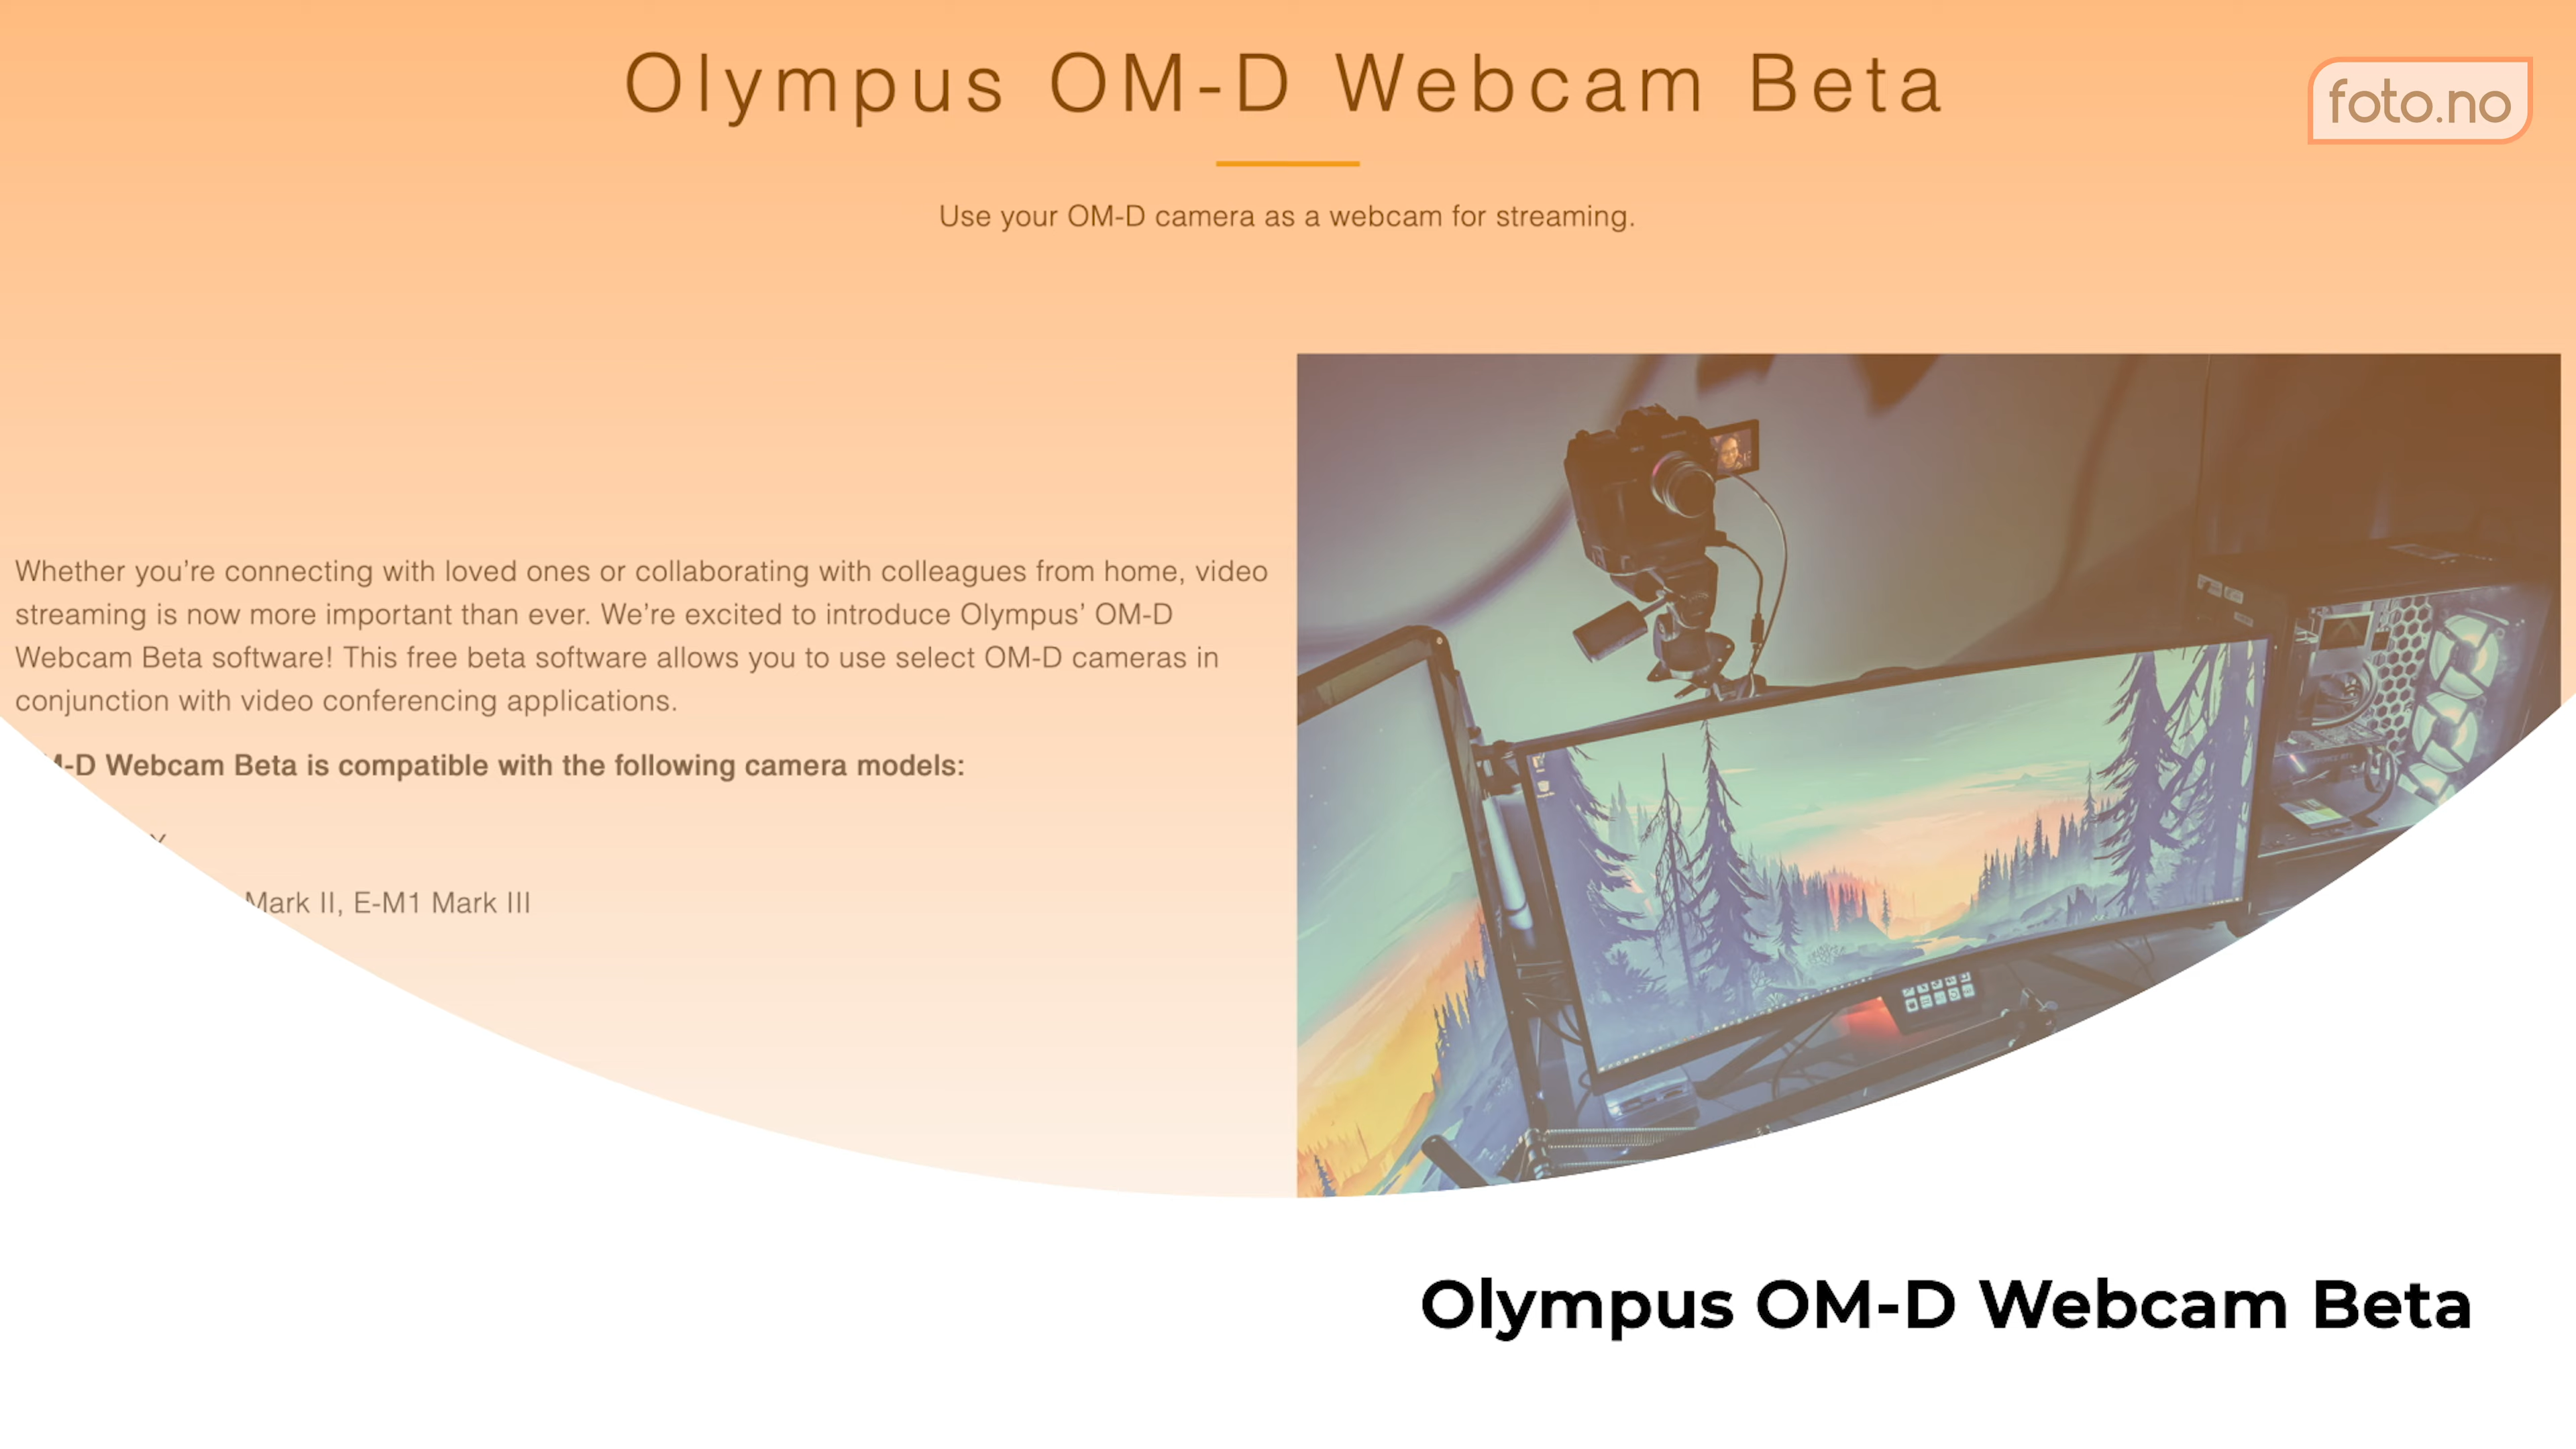 Olympus OM-D Webcam Beta
foto.no
Use your OM-D camera as a webcam for streaming.
Whether you’re connecting with loved ones or collaborating with colleagues from home, video
streaming is now more important than ever. We’re excited to introduce Olympus’ OM-D
Webcam Beta software! This free beta software allows you to use select OM-D cameras in
conjunction with video conferencing applications.
-D Webcam Beta is compatible with the following camera models:
Mark II, E-M1 Mark III
Olympus OM-D Webcam Beta